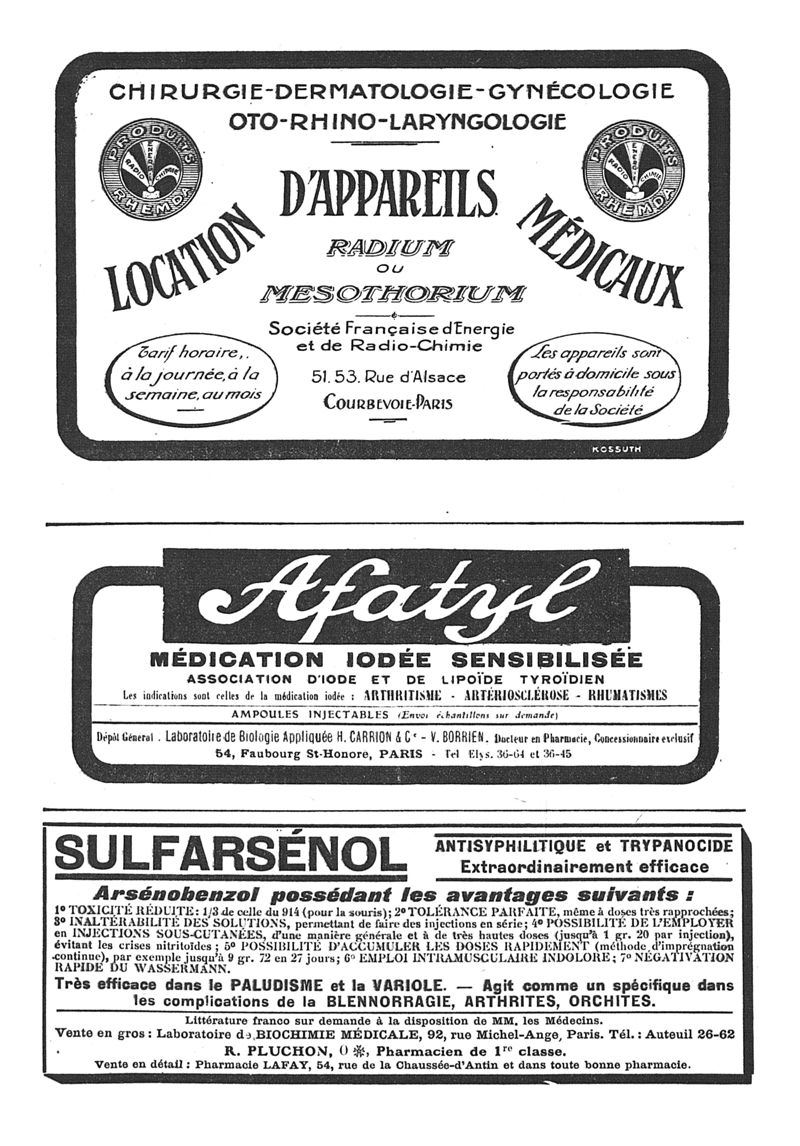 CHIRURGIE-DERMATOLOGIE-GYNÉCOLOGIE
OTO-RHINO-LARYNGOLOGIE
PRODUITS
RADIO ENERGIE CHIMIE
RHEMDA
PRODUITS
RADIO ENERGIE CHIMIE
RHEMDA
LOCATION D'APPAREILS MÉDICAUX
RADIUM
OU
MESOTHORIUM
Société Française d'Energie
et de Radio-Chimie
51.53. Rue d'Alsace
COURBEVOIE-PARIS
Tarif horaire,
à la journée, à la
semaine, au mois
Les appareils sont
portés à domicile sous
la responsabilité
de la Société
KOSSUTH
Afatyl
MÉDICATION IODÉE SENSIBILISÉE
ASSOCIATION D'IODE ET DE LIPOÏDE TYROÏDIEN
Les indications sont celles de la médication iodée : ARTHRITISME - ARTÉRIOSCLÉROSE - RHUMATISMES
AMPOULES INJECTABLES (Envoi échantillons sur demande)
Dépôt Général . Laboratoire de Biologie Appliquée H. CARRION & Cie - V. BORRIEN. Docteur en Pharmacie, Concessionnaire exclusif
54, Faubourg St-Honore, PARIS - Tel Elys. 36-64 et 36-45
SULFARSÉNOL
ANTISYPHILITIQUE et TRYPANOCIDE
Extraordinairement efficace
Arsénobenzol possédant les avantages suivants :
1º TOXICITÉ RÉDUITE : 1/3 de celle du 914 (pour la souris); 2º TOLÉRANCE PARFAITE, même à doses très rapprochées;
3º INALTÉRABILITÉ DES SOLUTIONS, permettant de faire des injections en série; 4º POSSIBILITÉ DE L'EMPLOYER
en INJECTIONS SOUS-CUTANÉES, d'une manière générale et à de très hautes doses (jusqu'à 1 gr. 20 par injection),
évitant les crises nitritoïdes ; 5º POSSIBILITÉ D'ACCUMULER LES DOSES RAPIDEMENT (méthode d'imprégnation
continue), par exemple jusqu'à 9 gr. 72 en 27 jours; 6º EMPLOI INTRAMUSCULAIRE INDOLORE; 7º NÉGATIVATION
RAPIDE DU WASSERMANN.
Très efficace dans le PALUDISME et la VARIOLE. — Agit comme un spécifique dans
les complications de la BLENNORRAGIE, ARTHRITES, ORCHITES.
Littérature franco sur demande à la disposition de MM. les Médecins.
Vente en gros : Laboratoire de BIOCHIMIE MÉDICALE, 92, rue Michel-Ange, Paris. Tél. : Auteuil 26-62
R. PLUCHON, O ✻, Pharmacien de 1re classe.
Vente en détail : Pharmacie LAFAY, 54, rue de la Chaussée-d'Antin et dans toute bonne pharmacie.